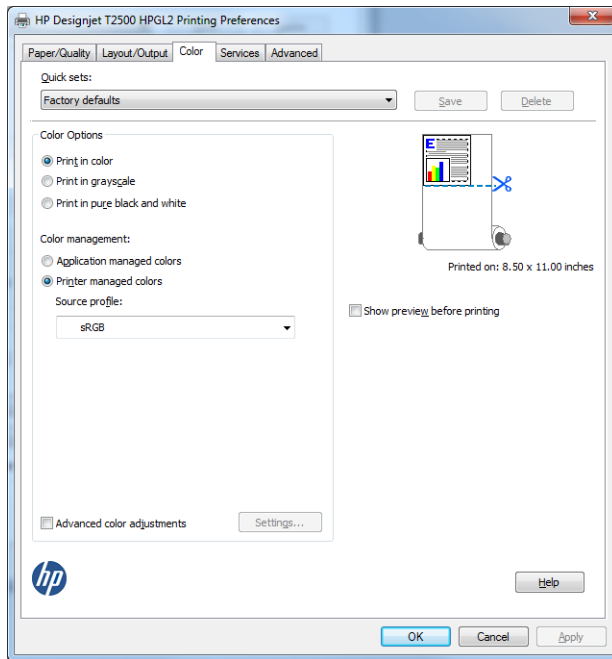 HP Designjet T2500 HPGL2 Printing Preferences
Paper/Quality Layout/Output Color Services Advanced
Quick sets:
Factory defaults Save Delete
Color Options
Print in color
Print in grayscale
Print in pure black and white
Color management:
Application managed colors
Printer managed colors
Source profile:
sRGB
E
Printed on: 8.50 x 11.00 inches
Show preview before printing
Advanced color adjustments Settings...
hp
Help
OK Cancel Apply